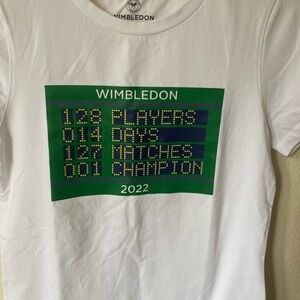 WIMBLEDON
WIMBLEDON
128 PLAYERS
014 DAYS
127 MATCHES
001 CHAMPION
2022